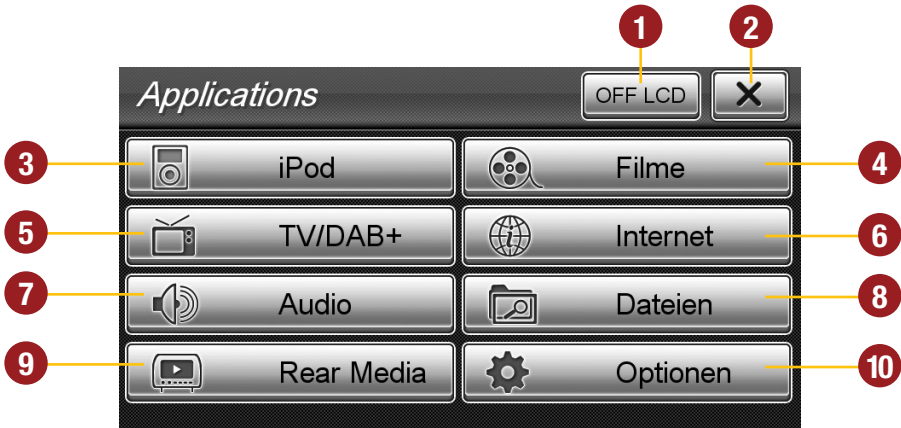 1 2
Applications OFF LCD
3 iPod Filme 4
5 TV/DAB+ Internet 6
7 Audio Dateien 8
9 Rear Media Optionen 10